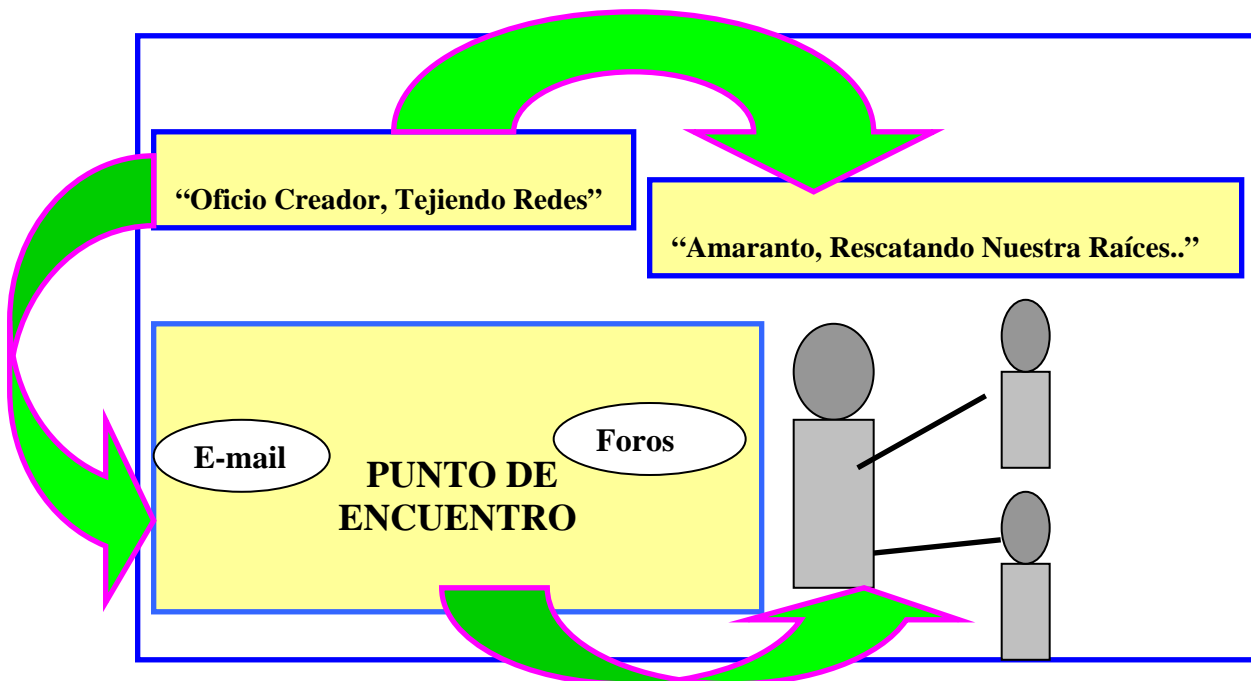 “Oficio Creador, Tejiendo Redes”
“Amaranto, Rescatando Nuestra Raíces..”
E-mail
Foros
PUNTO DE
ENCUENTRO